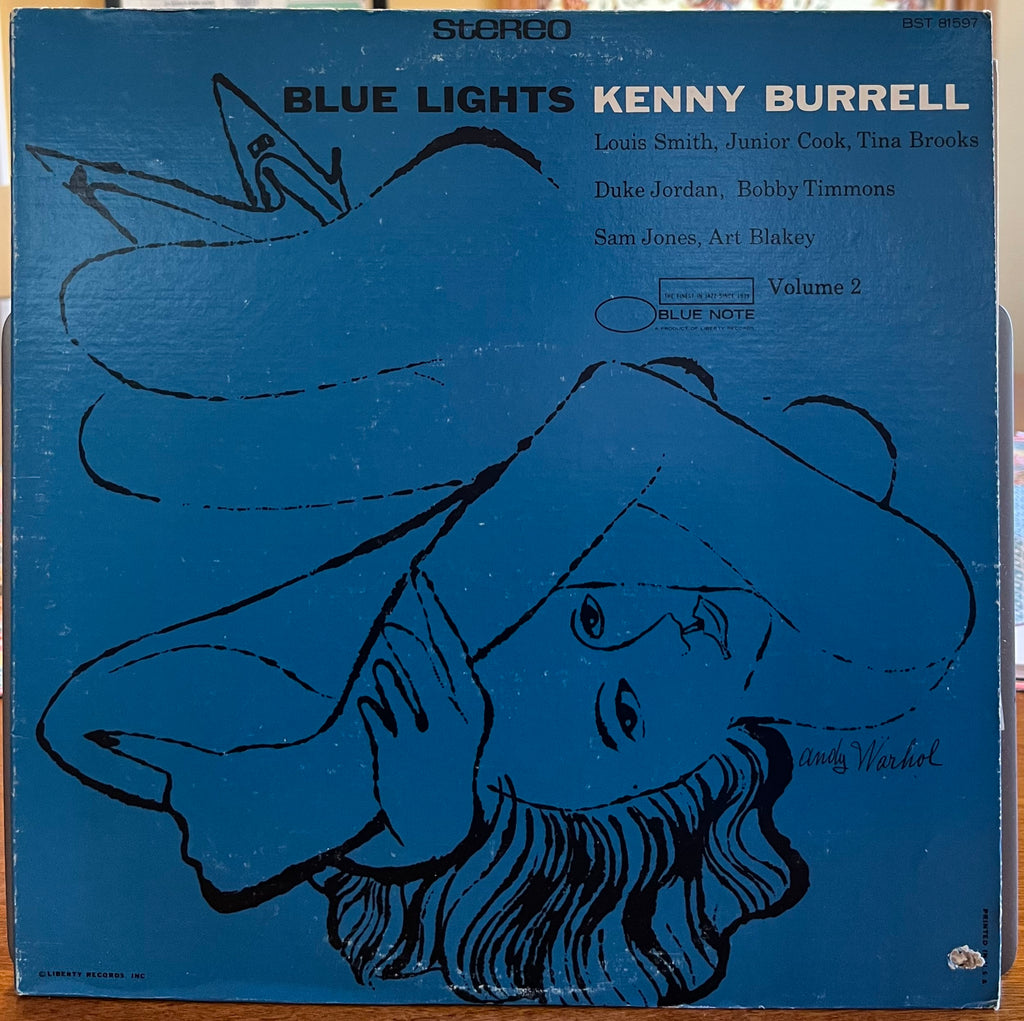 stereo
BST 81597
BLUE LIGHTS KENNY BURRELL
Louis Smith, Junior Cook, Tina Brooks
Duke Jordan, Bobby Timmons
Sam Jones, Art Blakey
Volume 2
THE FINEST IN JAZZ SINCE 1939
BLUE NOTE
A PRODUCT OF LIBERTY RECORDS
andy Warhol
© LIBERTY RECORDS, INC
PRINTED IN U.S.A